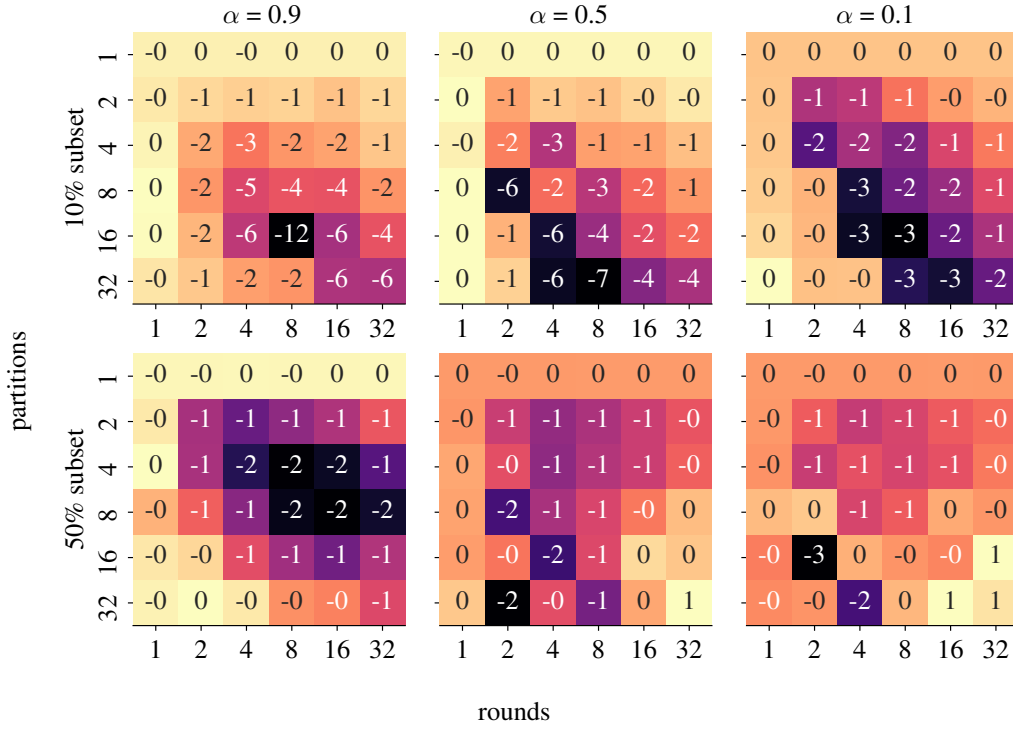 α = 0.9 α = 0.5 α = 0.1
1 -0 0 -0 0 0 0 -0 0 0 0 0 0 0 0 0 0 0 0
2 -0 -1 -1 -1 -1 -1 0 -1 -1 -1 -0 -0 0 -1 -1 -1 -0 -0
4 0 -2 -3 -2 -2 -1 -0 -2 -3 -1 -1 -1 0 -2 -2 -2 -1 -1
8 0 -2 -5 -4 -4 -2 0 -6 -2 -3 -2 -1 0 -0 -3 -2 -2 -1
16 0 -2 -6 -12 -6 -4 0 -1 -6 -4 -2 -2 0 -0 -3 -3 -2 -1
32 -0 -1 -2 -2 -6 -6 0 -1 -6 -7 -4 -4 0 -0 -0 -3 -3 -2
10% subset
1 2 4 8 16 32 1 2 4 8 16 32 1 2 4 8 16 32
partitions
1 -0 -0 0 -0 0 0 0 -0 0 0 0 0 0 -0 0 0 0 0
2 -0 -1 -1 -1 -1 -1 -0 -1 -1 -1 -1 -0 -0 -1 -1 -1 -1 -0
4 0 -1 -2 -2 -2 -1 0 -0 -1 -1 -1 -0 -0 -1 -1 -1 -1 -0
8 -0 -1 -1 -2 -2 -2 0 -2 -1 -1 -0 0 0 0 -1 -1 0 -0
16 -0 -0 -1 -1 -1 -1 0 -0 -2 -1 0 0 -0 -3 0 -0 -0 1
32 -0 0 -0 -0 -0 -1 0 -2 -0 -1 0 1 -0 -0 -2 0 1 1
50% subset
1 2 4 8 16 32 1 2 4 8 16 32 1 2 4 8 16 32
rounds